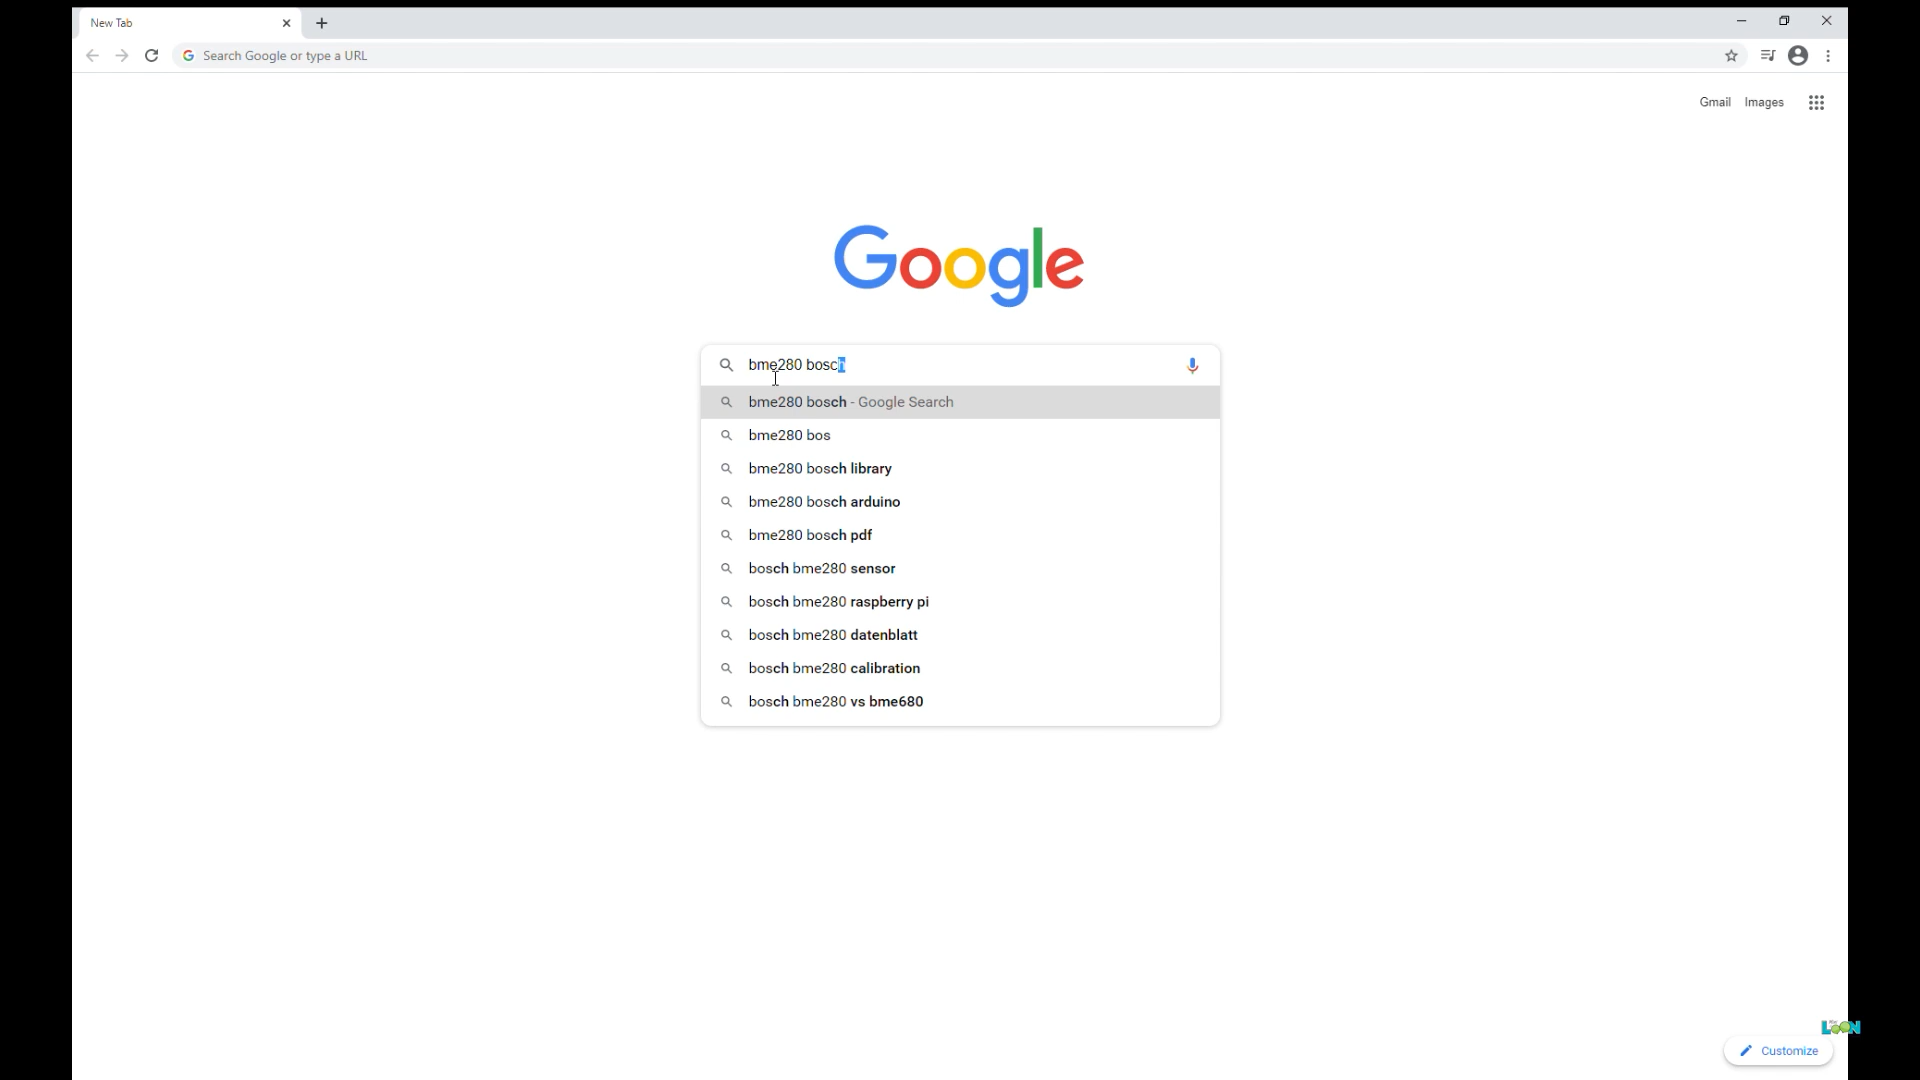 New Tab
Search Google or type a URL
Gmail Images
Google
bme280 bosch
bme280 bosch - Google Search
bme280 bos
bme280 bosch library
bme280 bosch arduino
bme280 bosch pdf
bosch bme280 sensor
bosch bme280 raspberry pi
bosch bme280 datenblatt
bosch bme280 calibration
bosch bme280 vs bme680
LOON
Customize